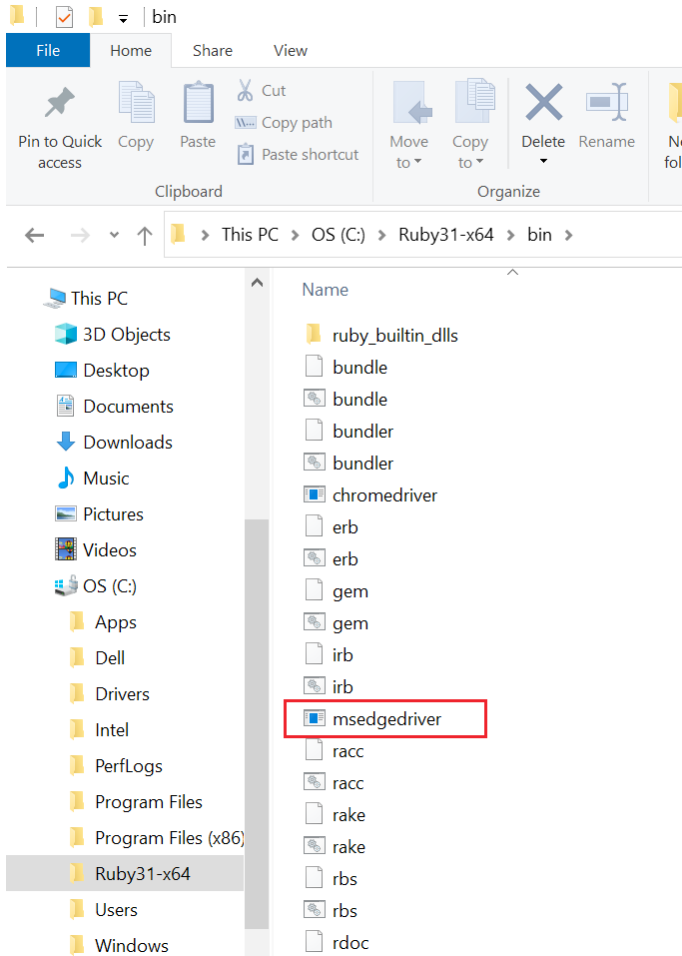 bin
File Home Share View
Pin to Quick access
Copy
Paste
Cut
Copy path
Paste shortcut
Clipboard
Move to
Copy to
Delete
Rename
Organize
This PC OS (C:) Ruby31-x64 bin
This PC
3D Objects
Desktop
Documents
Downloads
Music
Pictures
Videos
OS (C:)
Apps
Dell
Drivers
Intel
PerfLogs
Program Files
Program Files (x86)
Ruby31-x64
Users
Windows
Name
ruby_builtin_dlls
bundle
bundle
bundler
bundler
chromedriver
erb
erb
gem
gem
irb
irb
msedgedriver
racc
racc
rake
rake
rbs
rbs
rdoc